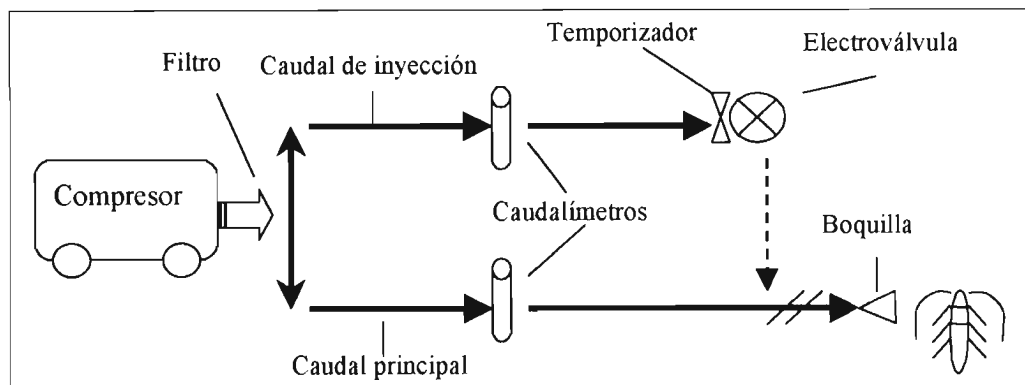 Temporizador
Electroválvula
Filtro
Caudal de inyección
Compresor
Caudalímetros
Boquilla
Caudal principal